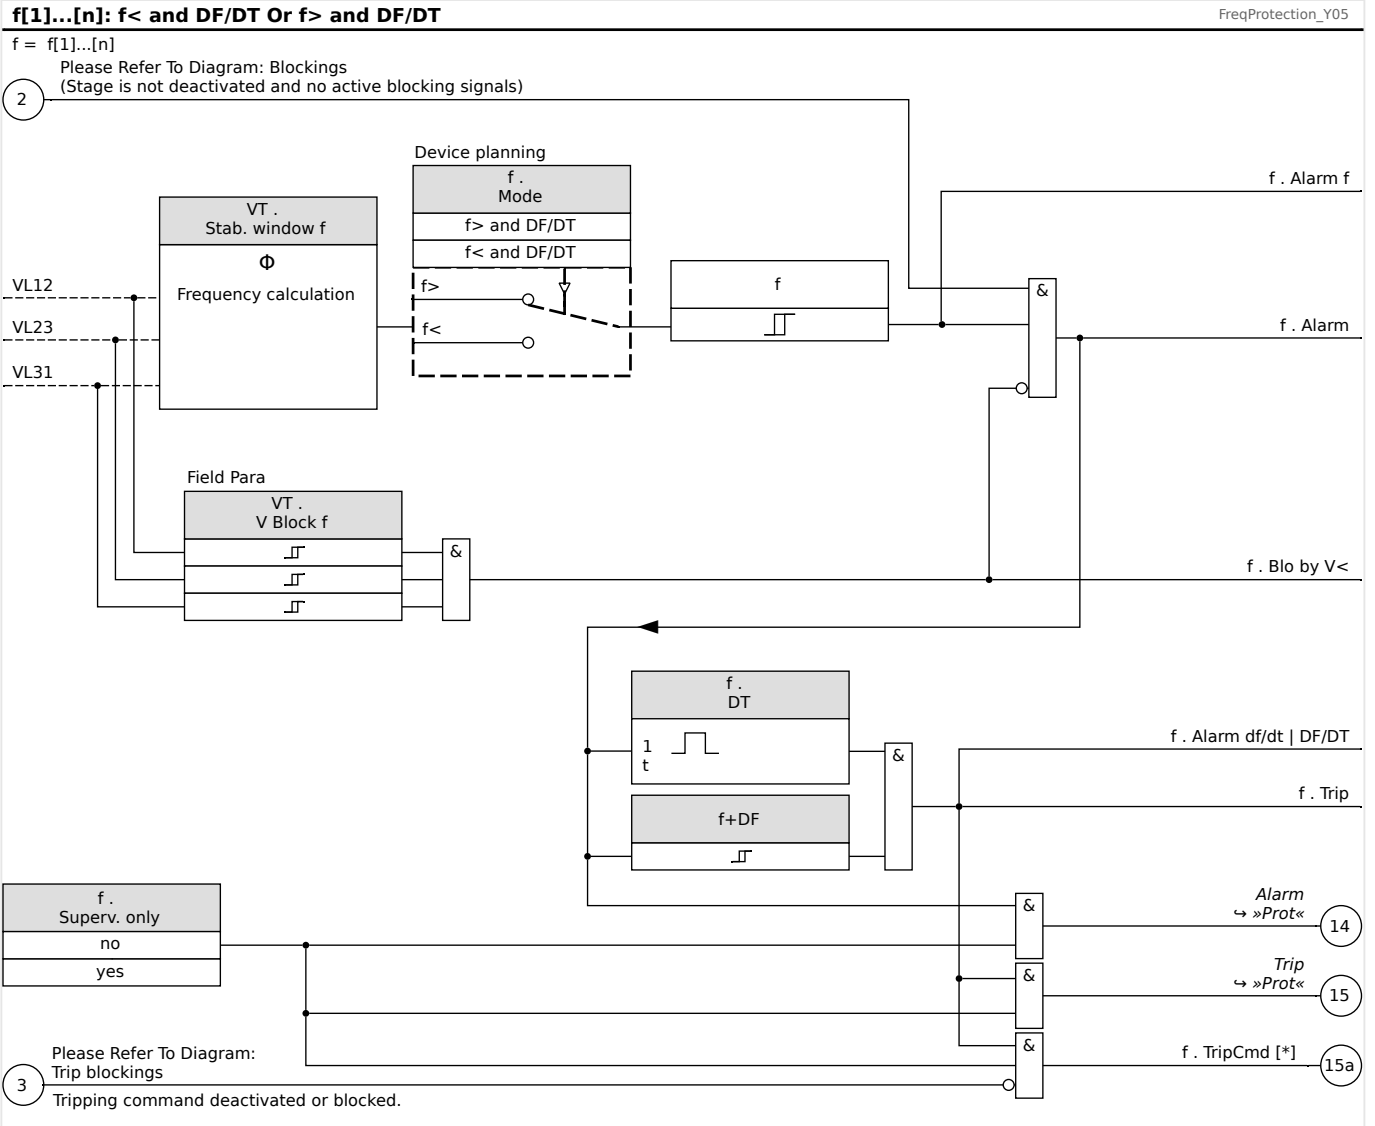 f[1]...[n]: f< and DF/DT Or f> and DF/DT
FreqProtection_Y05
f = f[1]...[n]
Please Refer To Diagram: Blockings
(Stage is not deactivated and no active blocking signals)
2
Device planning
f .
Mode
f> and DF/DT
f< and DF/DT
f>
f<
VT .
Stab. window f
Φ
Frequency calculation
VL12
VL23
VL31
f
&
f . Alarm f
f . Alarm
Field Para
VT .
V Block f
&
f . Blo by V<
f .
DT
1
t
&
f+DF
f . Alarm df/dt | DF/DT
f . Trip
f .
Superv. only
no
yes
&
Alarm
↪ »Prot«
14
&
Trip
↪ »Prot«
15
&
f . TripCmd [*]
15a
Please Refer To Diagram:
Trip blockings
3
Tripping command deactivated or blocked.